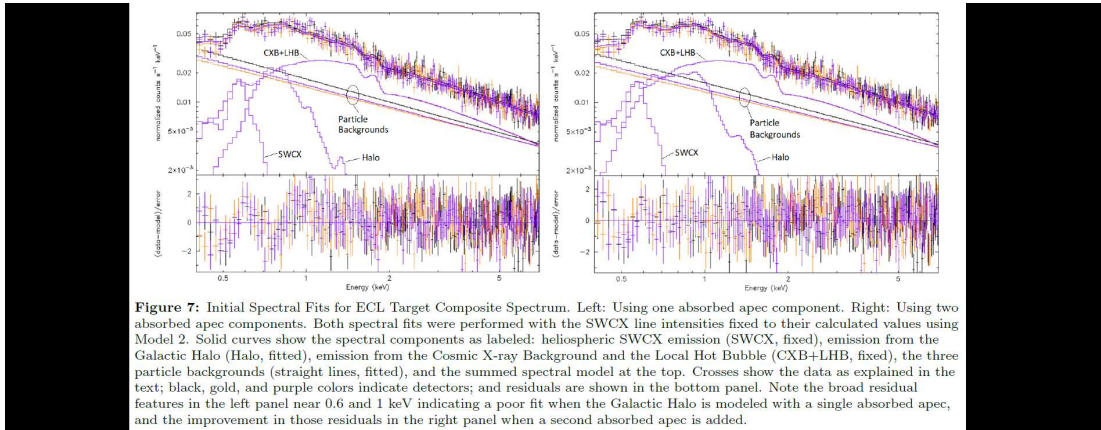 CXB+LHB
Particle
Backgrounds
SWCX
Halo
normalized counts s⁻¹ keV⁻¹
0.05
0.02
0.01
5×10⁻³
2×10⁻³
(data−model)/error
2
0
−2
0.5 1 2 5
Energy (keV)
CXB+LHB
Particle
Backgrounds
SWCX
Halo
normalized counts s⁻¹ keV⁻¹
0.05
0.02
0.01
5×10⁻³
2×10⁻³
(data−model)/error
2
0
−2
0.5 1 2 5
Energy (keV)
Figure 7: Initial Spectral Fits for ECL Target Composite Spectrum. Left: Using one absorbed apec component. Right: Using two
absorbed apec components. Both spectral fits were performed with the SWCX line intensities fixed to their calculated values using
Model 2. Solid curves show the spectral components as labeled: heliospheric SWCX emission (SWCX, fixed), emission from the
Galactic Halo (Halo, fitted), emission from the Cosmic X-ray Background and the Local Hot Bubble (CXB+LHB, fixed), the three
particle backgrounds (straight lines, fitted), and the summed spectral model at the top. Crosses show the data as explained in the
text; black, gold, and purple colors indicate detectors; and residuals are shown in the bottom panel. Note the broad residual
features in the left panel near 0.6 and 1 keV indicating a poor fit when the Galactic Halo is modeled with a single absorbed apec,
and the improvement in those residuals in the right panel when a second absorbed apec is added.